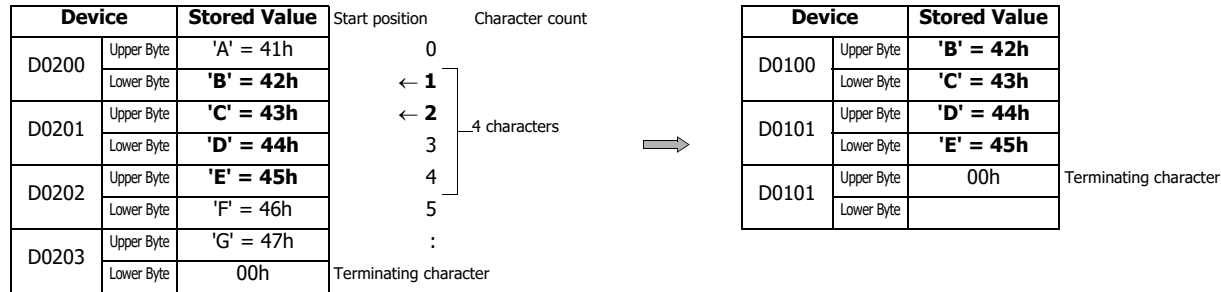 Device Stored Value Start position Character count
D0200 Upper Byte 'A' = 41h 0
Lower Byte 'B' = 42h ← 1
D0201 Upper Byte 'C' = 43h ← 2
4 characters
Lower Byte 'D' = 44h 3
D0202 Upper Byte 'E' = 45h 4
Lower Byte 'F' = 46h 5
D0203 Upper Byte 'G' = 47h :
Lower Byte 00h Terminating character
Device Stored Value
D0100 Upper Byte 'B' = 42h
Lower Byte 'C' = 43h
D0101 Upper Byte 'D' = 44h
Lower Byte 'E' = 45h
D0101 Upper Byte 00h Terminating character
Lower Byte